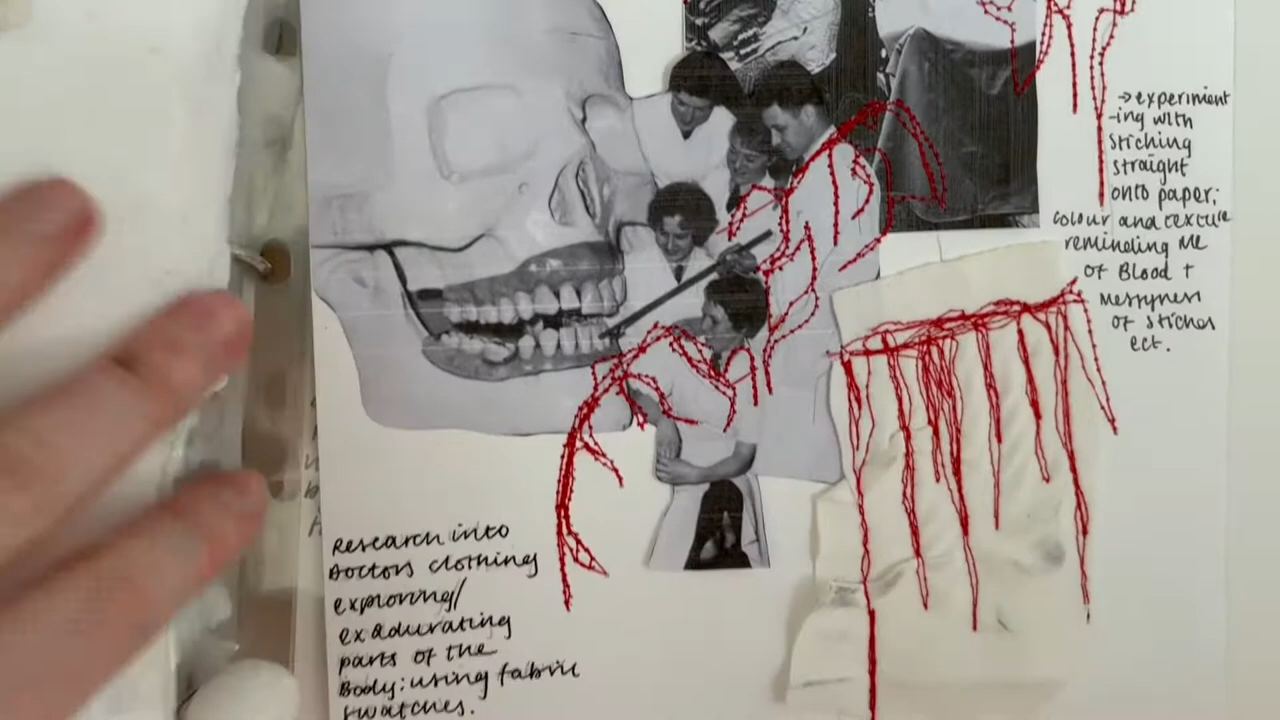 → experiment
-ing with
stiching
straight
onto paper;
colour and texture
reminding me
of Blood +
messyness
of stiches
ect.
Research into
Doctors clothing
exploring/
exadurating
parts of the
Body: using fabric
swatches.